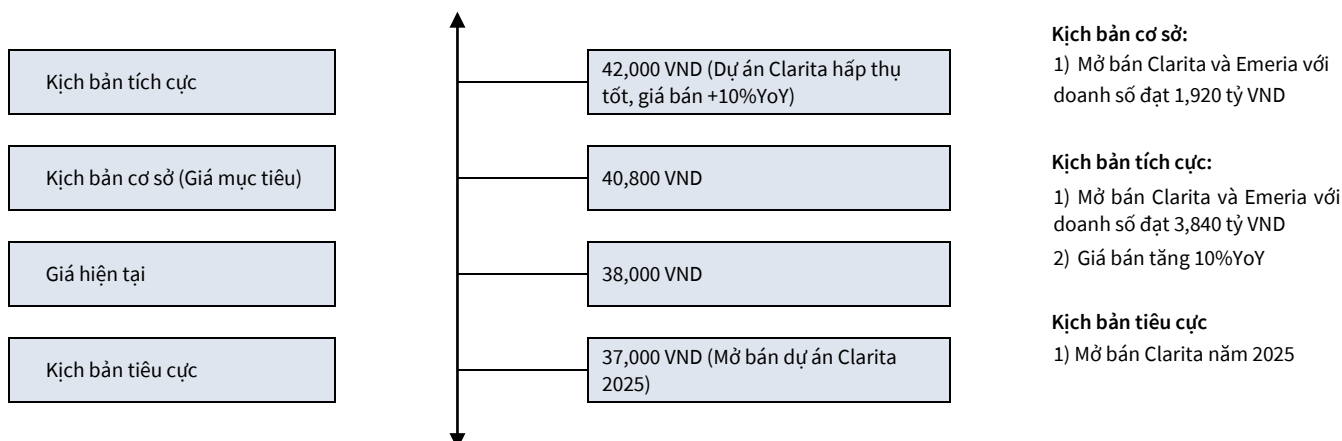 Kịch bản tích cực
42,000 VND (Dự án Clarita hấp thụ
tốt, giá bán +10%YoY)
Kịch bản cơ sở (Giá mục tiêu)
40,800 VND
Giá hiện tại
38,000 VND
Kịch bản tiêu cực
37,000 VND (Mở bán dự án Clarita
2025)
Kịch bản cơ sở:
1) Mở bán Clarita và Emeria với
doanh số đạt 1,920 tỷ VND
Kịch bản tích cực:
1) Mở bán Clarita và Emeria với
doanh số đạt 3,840 tỷ VND
2) Giá bán tăng 10%YoY
Kịch bản tiêu cực
1) Mở bán Clarita năm 2025